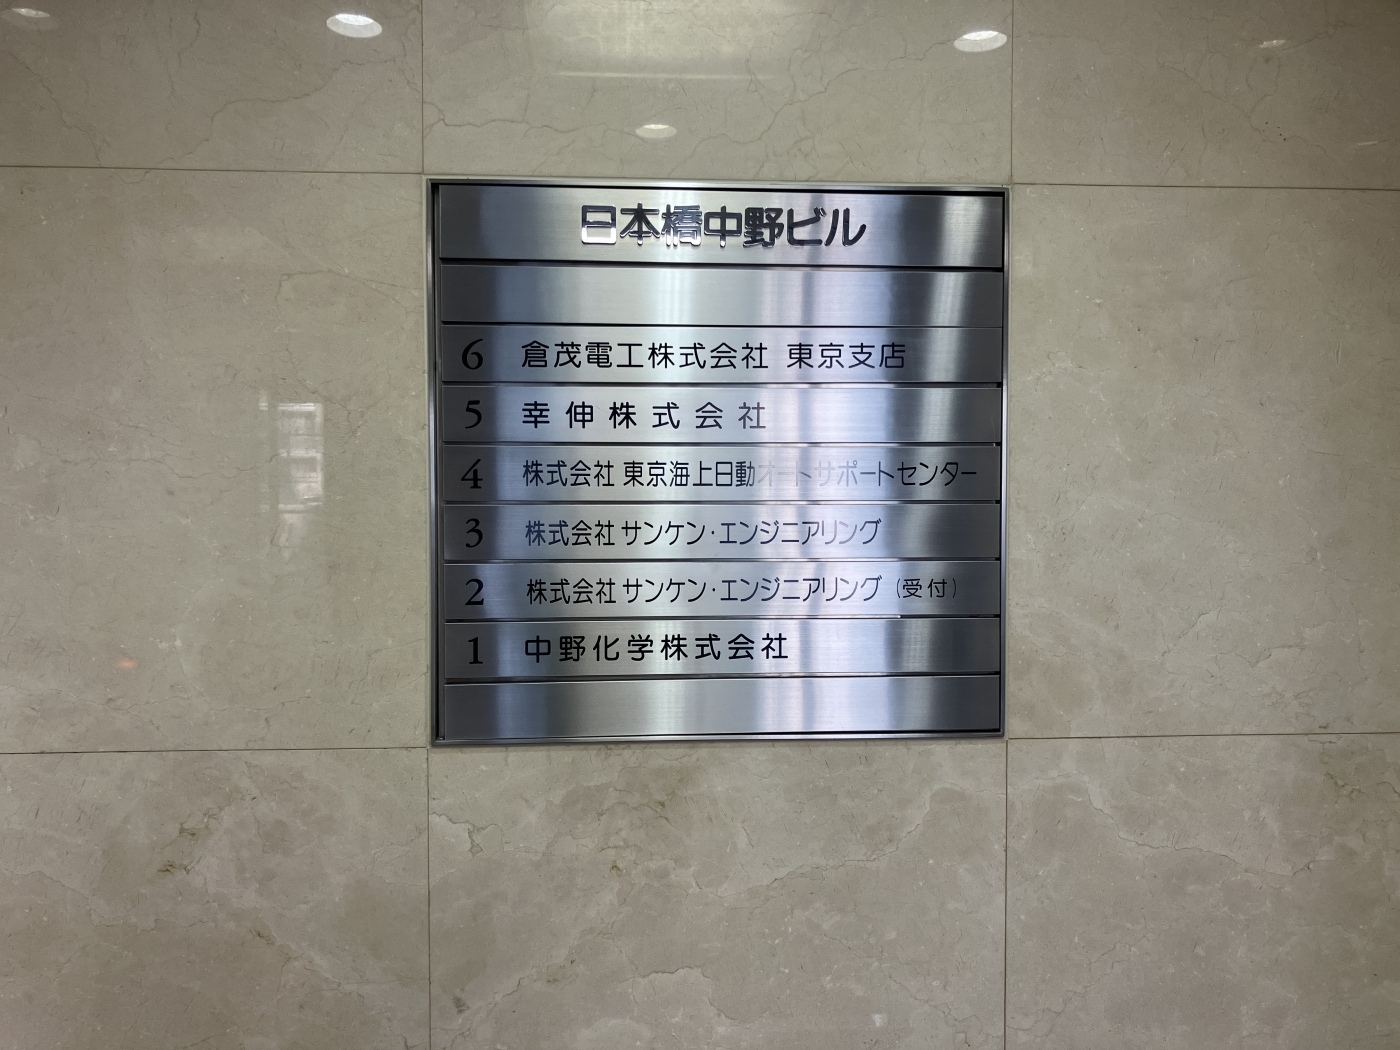 日本橋中野ビル
6 倉茂電工株式会社 東京支店
5 幸伸株式会社
4 株式会社 東京海上日動オートサポートセンター
3 株式会社サンケン・エンジニアリング
2 株式会社サンケン・エンジニアリング (受付)
1 中野化学株式会社